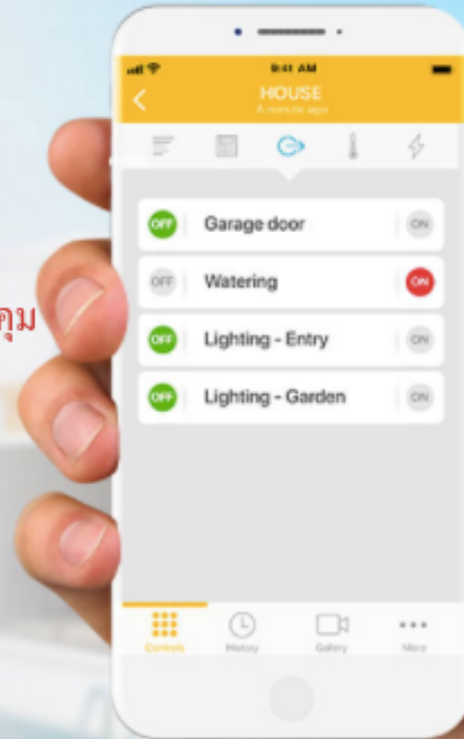 9:41 AM
HOUSE
A minute ago
OFF Garage door ON
OFF Watering ON
คุม
OFF Lighting - Entry ON
OFF Lighting - Garden ON
Controls History Gallery More